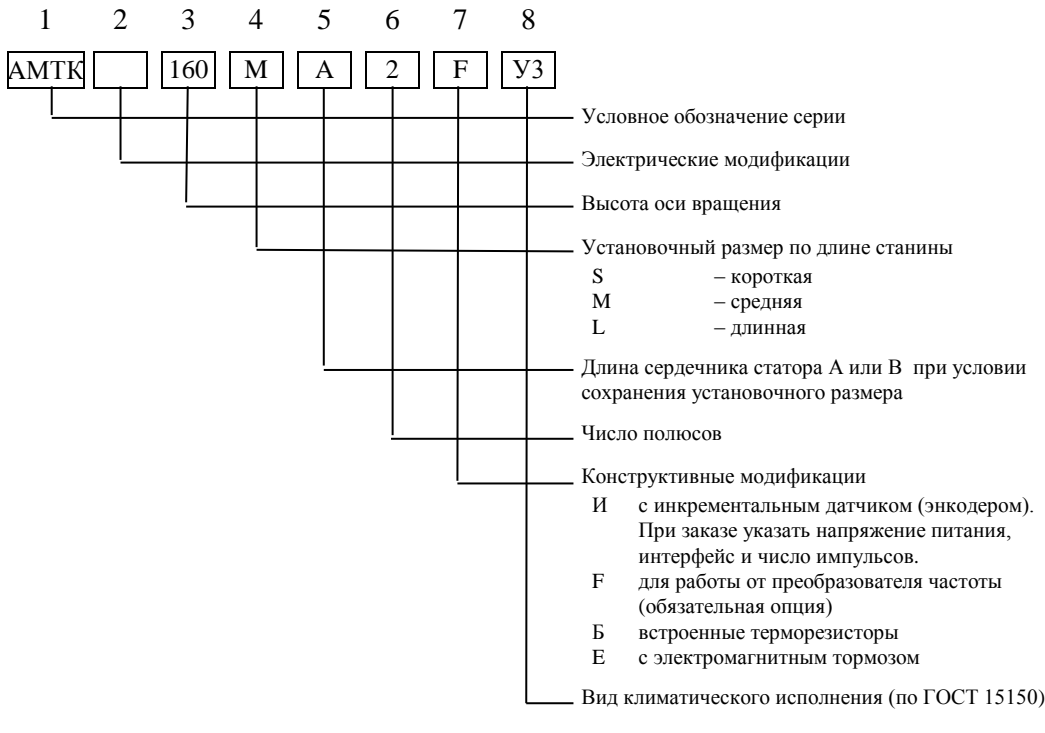 1 2 3 4 5 6 7 8
АМТК 160 М А 2 F У3
Условное обозначение серии
Электрические модификации
Высота оси вращения
Установочный размер по длине станины
S – короткая
M – средняя
L – длинная
Длина сердечника статора А или В при условии
сохранения установочного размера
Число полюсов
Конструктивные модификации
И с инкрементальным датчиком (энкодером).
При заказе указать напряжение питания,
интерфейс и число импульсов.
F для работы от преобразователя частоты
(обязательная опция)
Б встроенные терморезисторы
Е с электромагнитным тормозом
Вид климатического исполнения (по ГОСТ 15150)